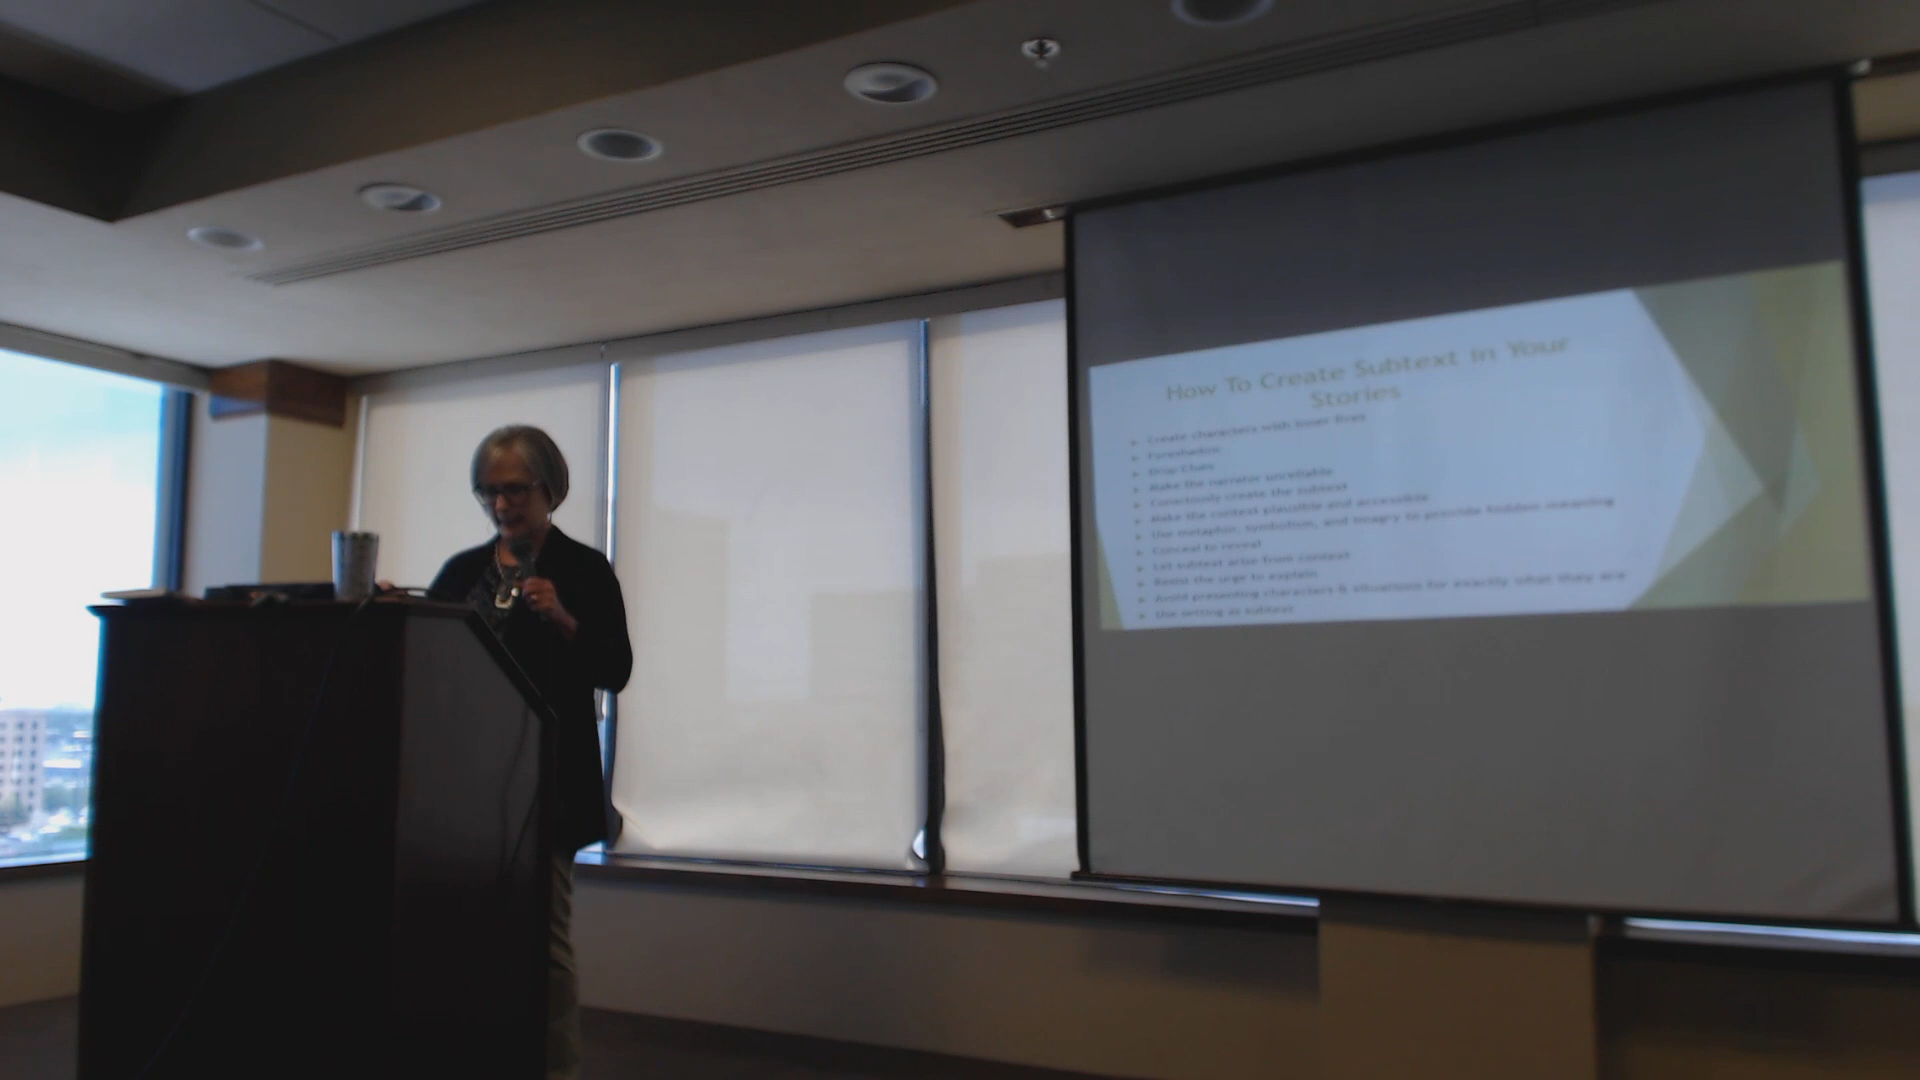 How To Create Subtext in Your
Stories
Create characters with inner lives
Foreshadow
Drop Clues
Make the narrator unreliable
Consciously create the subtext
Make the context plausible and accessible
Use metaphor, symbolism, and imagry to provide hidden meaning
Conceal to reveal
Let subtext arise from context
Resist the urge to explain
Avoid presenting characters & situations for exactly what they are
Use setting as subtext